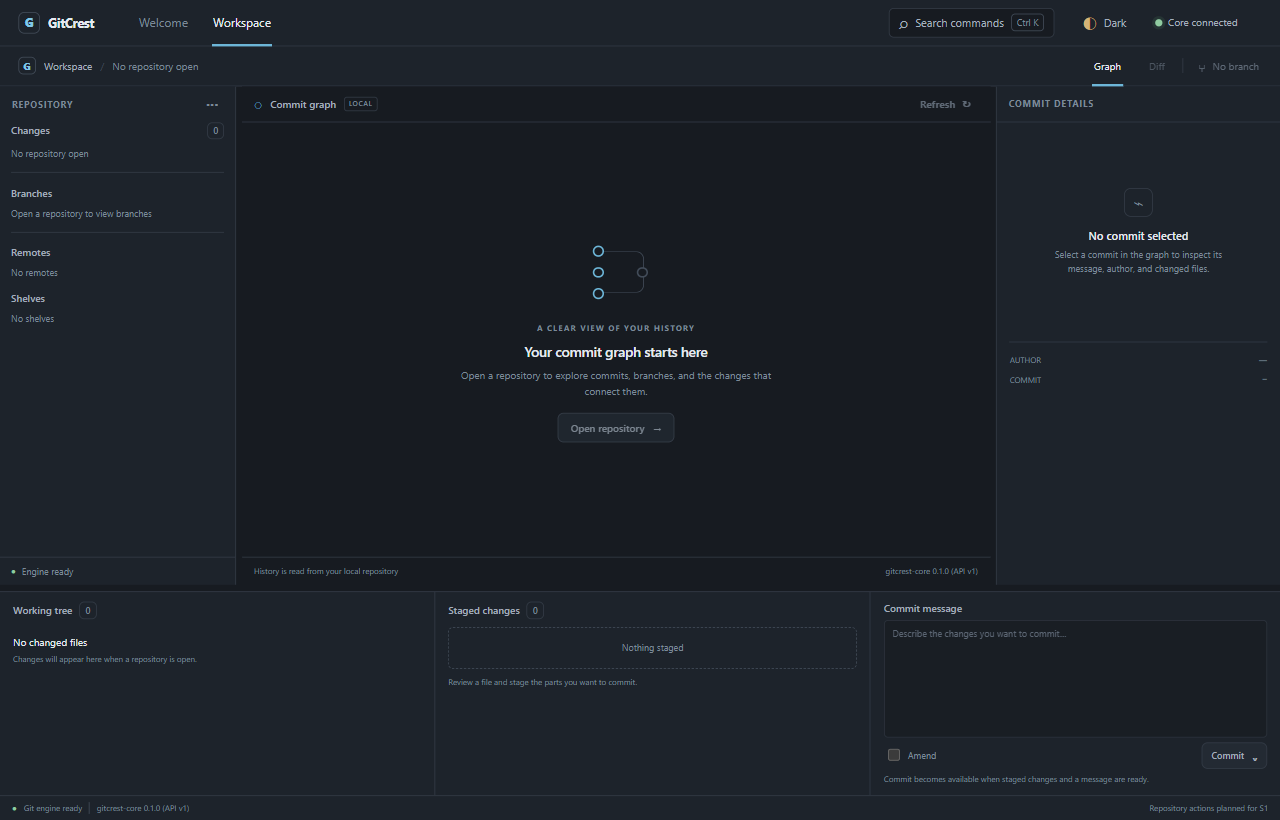 G GitCrest Welcome Workspace Search commands Ctrl K Dark Core connected
G Workspace / No repository open Graph Diff No branch
REPOSITORY ···
Changes 0
No repository open
Branches
Open a repository to view branches
Remotes
No remotes
Shelves
No shelves
Engine ready
Commit graph LOCAL Refresh ↻
A CLEAR VIEW OF YOUR HISTORY
Your commit graph starts here
Open a repository to explore commits, branches, and the changes that
connect them.
Open repository →
History is read from your local repository gitcrest-core 0.1.0 (API v1)
COMMIT DETAILS
No commit selected
Select a commit in the graph to inspect its
message, author, and changed files.
AUTHOR —
COMMIT –
Working tree 0
No changed files
Changes will appear here when a repository is open.
Staged changes 0
Nothing staged
Review a file and stage the parts you want to commit.
Commit message
Describe the changes you want to commit...
Amend Commit
Commit becomes available when staged changes and a message are ready.
Git engine ready gitcrest-core 0.1.0 (API v1) Repository actions planned for S1